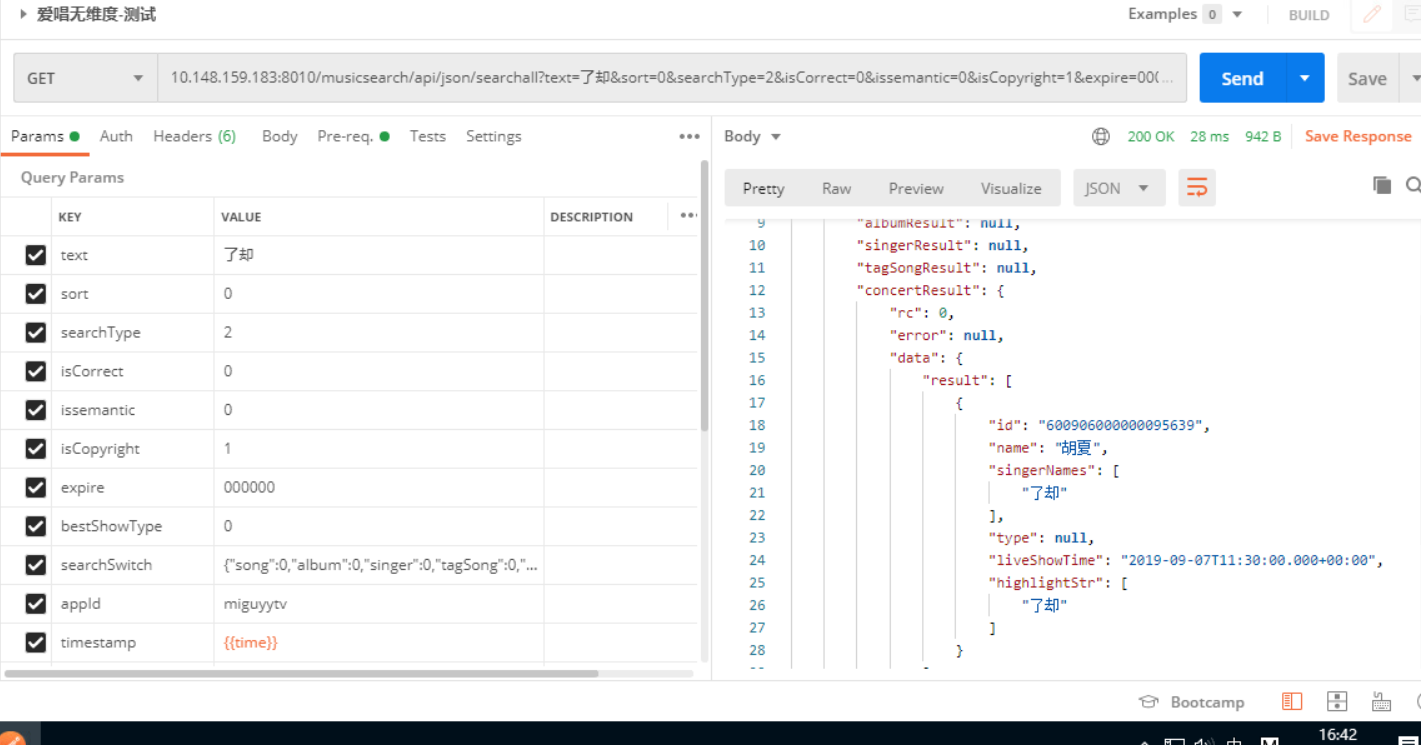 爱唱无维度-测试
Examples 0
BUILD
GET
10.148.159.183:8010/musicsearch/api/json/searchall?text=了却&sort=0&searchType=2&isCorrect=0&issemantic=0&isCopyright=1&expire=00( ...
Send
Save
Params
Auth
Headers (6)
Body
Pre-req.
Tests
Settings
Body
200 OK
28 ms
942 B
Save Response
Query Params
Pretty
Raw
Preview
Visualize
JSON
KEY
VALUE
DESCRIPTION
text
了却
sort
0
searchType
2
isCorrect
0
issemantic
0
isCopyright
1
expire
000000
bestShowType
0
searchSwitch
{"song":0,"album":0,"singer":0,"tagSong":0,"...
appId
miguyytv
timestamp
{{time}}
9 "albumResult": null,
10 "singerResult": null,
11 "tagSongResult": null,
12 "concertResult": {
13 "rc": 0,
14 "error": null,
15 "data": {
16 "result": [
17 {
18 "id": "600906000000095639",
19 "name": "胡夏",
20 "singerNames": [
21 "了却"
22 ],
23 "type": null,
24 "liveShowTime": "2019-09-07T11:30:00.000+00:00",
25 "highlightStr": [
26 "了却"
27 ]
28 }
Bootcamp
中
M
16:42